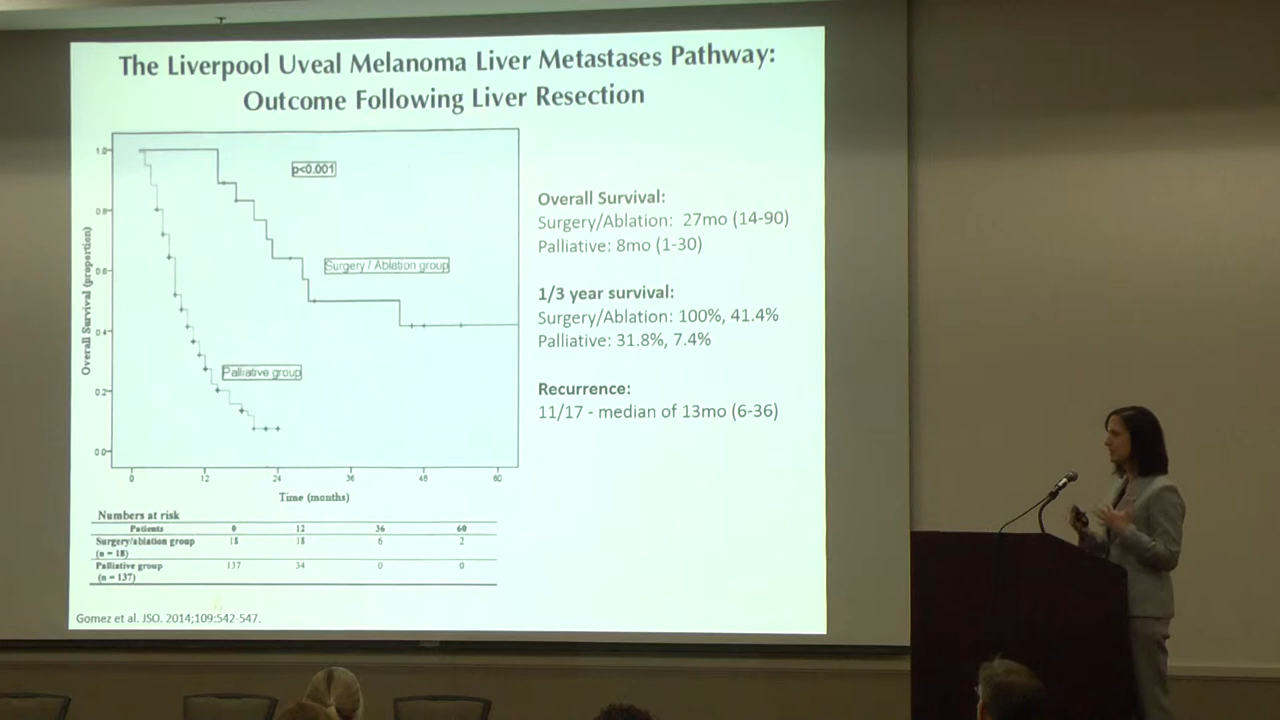 The Liverpool Uveal Melanoma Liver Metastases Pathway:
Outcome Following Liver Resection
p<0.001
Surgery / Ablation group
Palliative group
Overall Survival (proportion)
1.0
0.8
0.6
0.4
0.2
0.0
0 12 24 36 48 60
Time (months)
Overall Survival:
Surgery/Ablation: 27mo (14-90)
Palliative: 8mo (1-30)
1/3 year survival:
Surgery/Ablation: 100%, 41.4%
Palliative: 31.8%, 7.4%
Recurrence:
11/17 - median of 13mo (6-36)
Numbers at risk
Patients 0 12 36 60
Surgery/ablation group 18 18 6 2
(n = 18)
Palliative group 137 34 0 0
(n = 137)
Gomez et al. JSO. 2014;109:542-547.